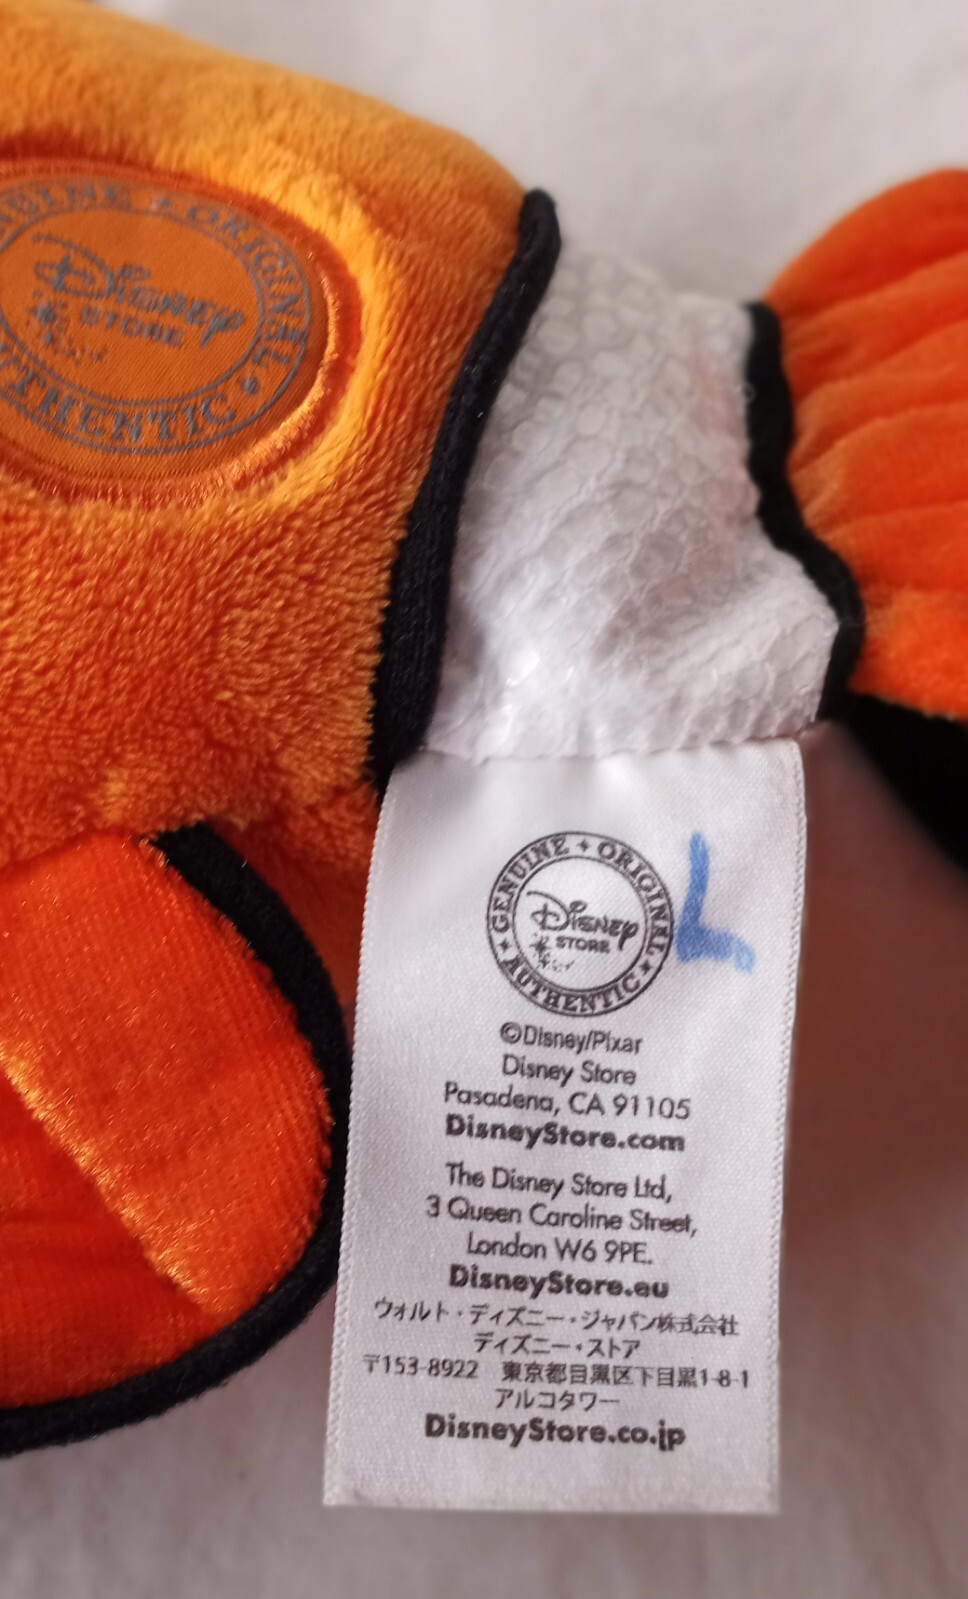 GENUINE ✦ ORIGINAL
Disney
STORE
AUTHENTIC
GENUINE ✦ ORIGINAL
Disney
STORE
AUTHENTIC
L.
©Disney/Pixar
Disney Store
Pasadena, CA 91105
DisneyStore.com
The Disney Store Ltd,
3 Queen Caroline Street,
London W6 9PE.
DisneyStore.eu
ウォルト・ディズニー・ジャパン株式会社
ディズニー・ストア
〒153-8922 東京都目黒区下目黒1-8-1
アルコタワー
DisneyStore.co.jp